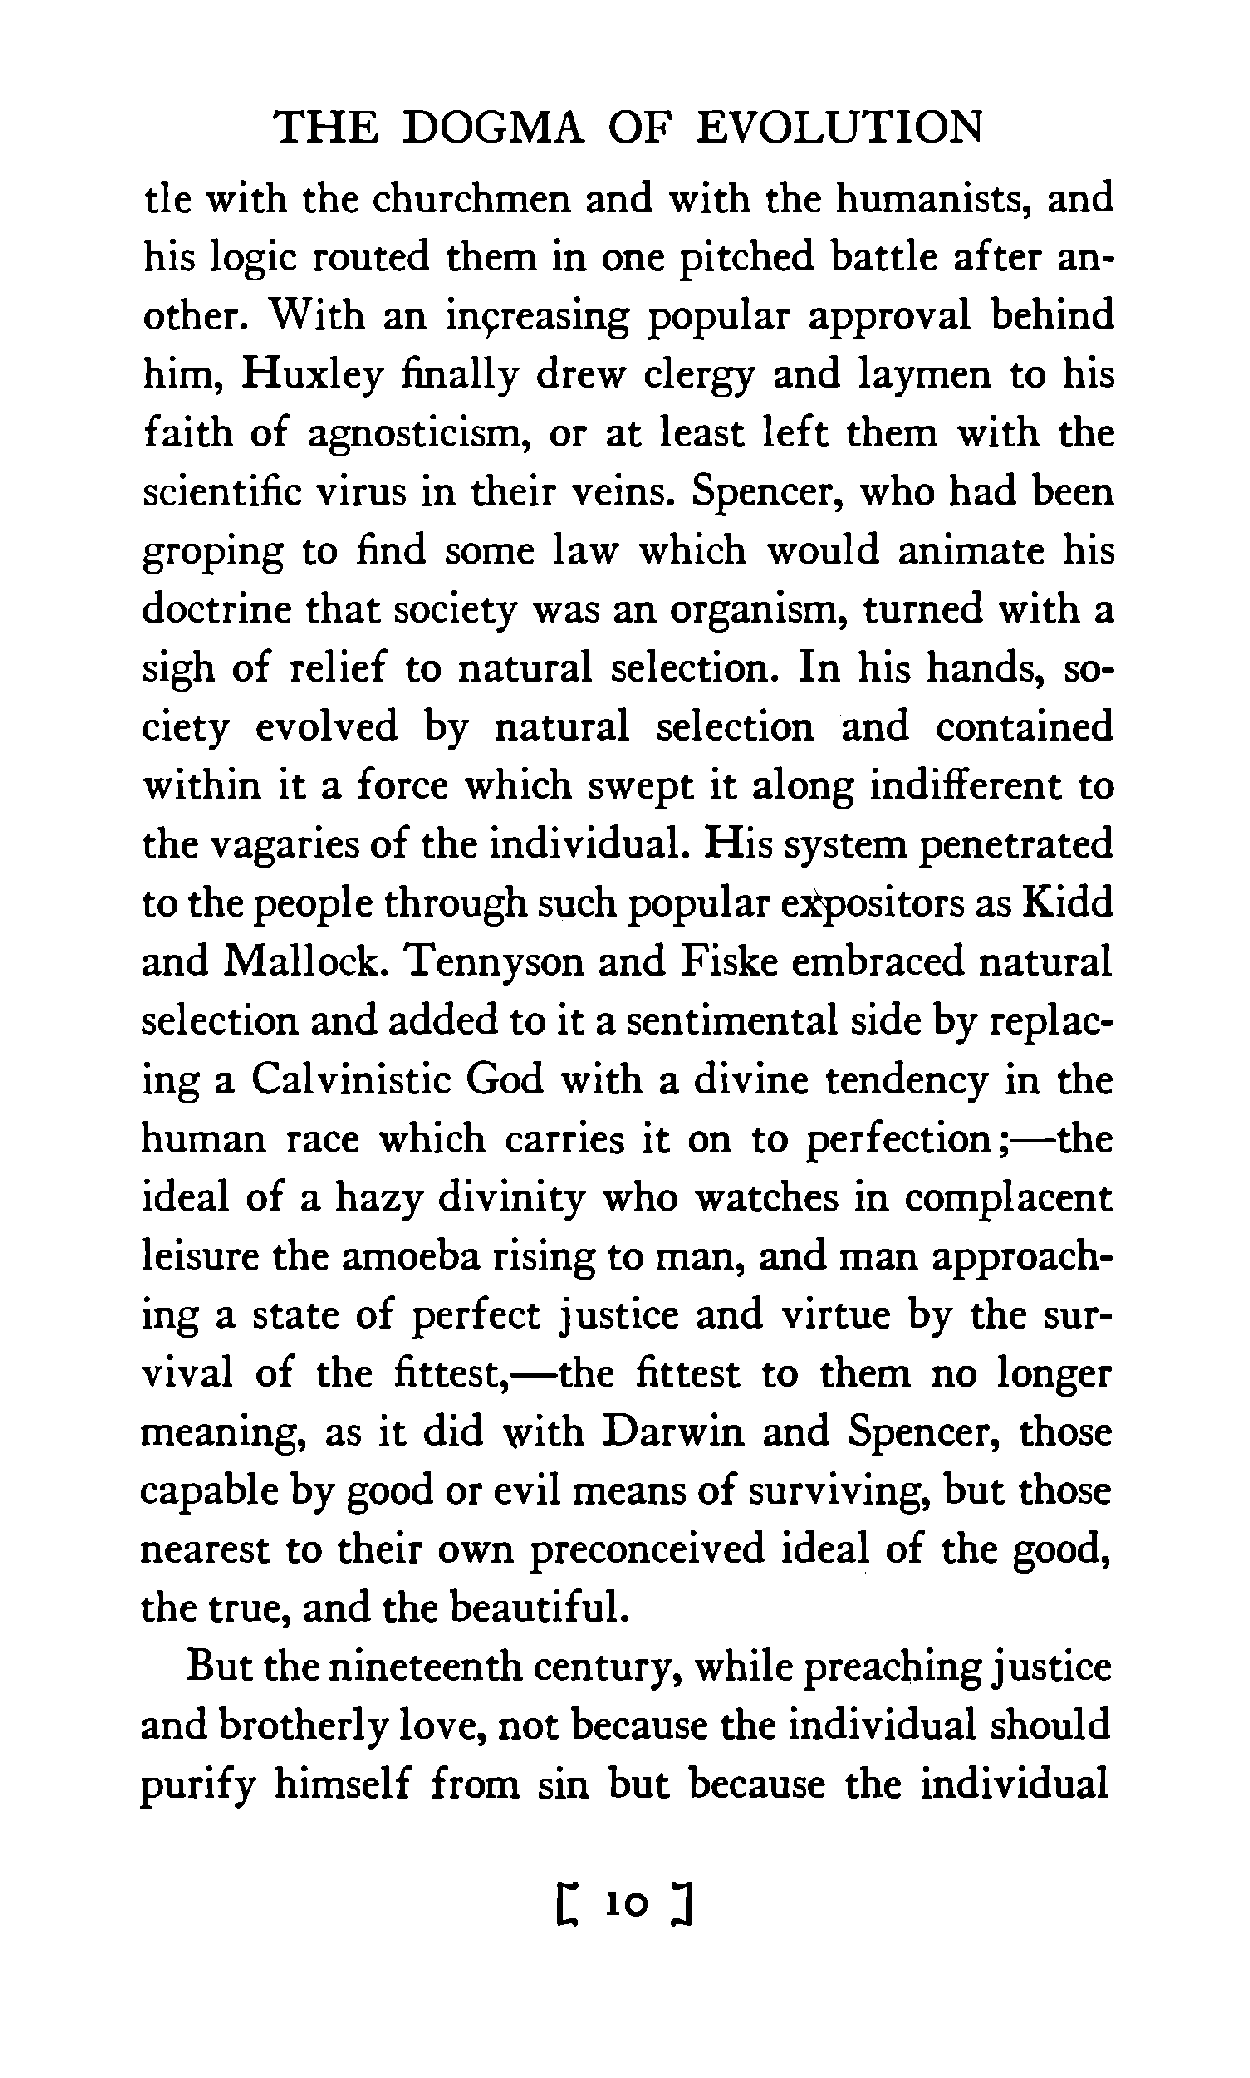 THE DOGMA OF EVOLUTION
tle with the churchmen and with the humanists, and
his logic routed them in one pitched battle after an-
other. With an increasing popular approval behind
him, Huxley finally drew clergy and laymen to his
faith of agnosticism, or at least left them with the
scientific virus in their veins. Spencer, who had been
groping to find some law which would animate his
doctrine that society was an organism, turned with a
sigh of relief to natural selection. In his hands, so-
ciety evolved by natural selection and contained
within it a force which swept it along indifferent to
the vagaries of the individual. His system penetrated
to the people through such popular expositors as Kidd
and Mallock. Tennyson and Fiske embraced natural
selection and added to it a sentimental side by replac-
ing a Calvinistic God with a divine tendency in the
human race which carries it on to perfection;—the
ideal of a hazy divinity who watches in complacent
leisure the amoeba rising to man, and man approach-
ing a state of perfect justice and virtue by the sur-
vival of the fittest,—the fittest to them no longer
meaning, as it did with Darwin and Spencer, those
capable by good or evil means of surviving, but those
nearest to their own preconceived ideal of the good,
the true, and the beautiful.
But the nineteenth century, while preaching justice
and brotherly love, not because the individual should
purify himself from sin but because the individual
[ 10 ]